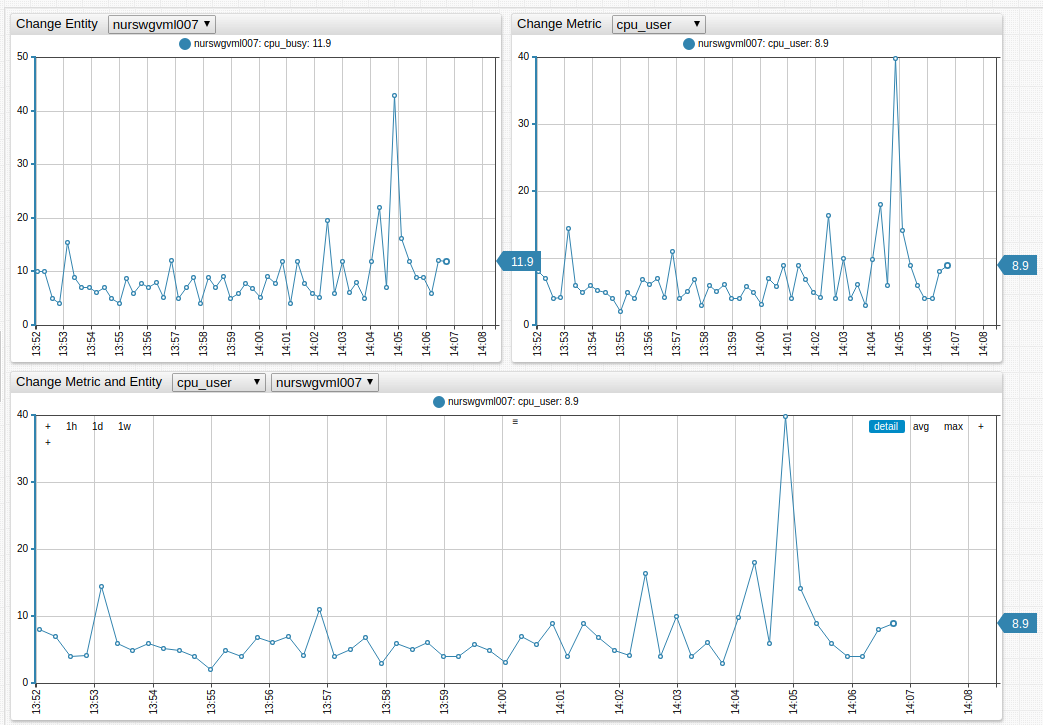 Change Entity nurswgvml007
nurswgvml007: cpu_busy: 11.9
50
40
30
20
10
0
11.9
13:52 13:53 13:54 13:55 13:56 13:57 13:58 13:59 14:00 14:01 14:02 14:03 14:04 14:05 14:06 14:07 14:08
Change Metric cpu_user
nurswgvml007: cpu_user: 8.9
40
30
20
0
8.9
13:52 13:53 13:54 13:55 13:56 13:57 13:58 13:59 14:00 14:01 14:02 14:03 14:04 14:05 14:06 14:07 14:08
Change Metric and Entity cpu_user nurswgvml007
nurswgvml007: cpu_user: 8.9
+ 1h 1d 1w detail avg max +
+
40
30
20
10
0
8.9
13:52 13:53 13:54 13:55 13:56 13:57 13:58 13:59 14:00 14:01 14:02 14:03 14:04 14:05 14:06 14:07 14:08